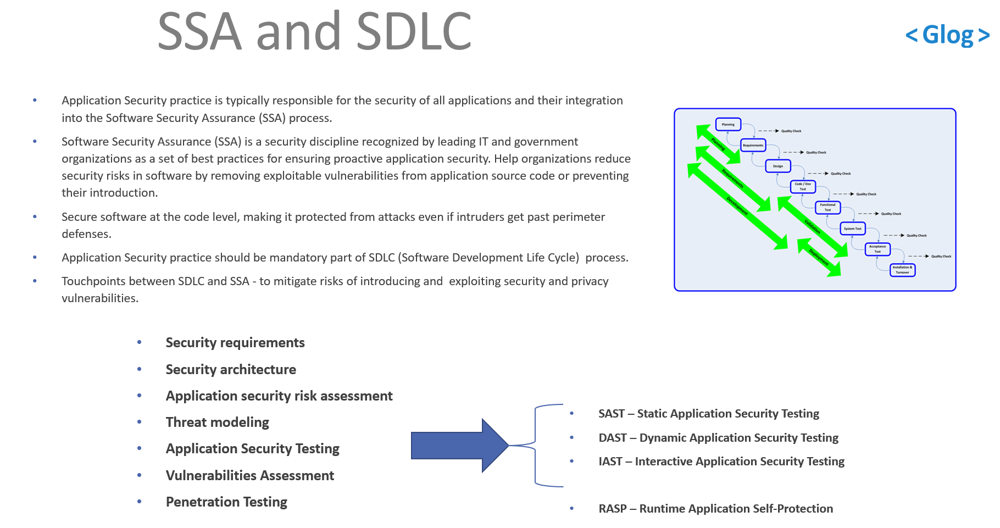 SSA and SDLC
< Glog >
• Application Security practice is typically responsible for the security of all applications and their integration
into the Software Security Assurance (SSA) process.
• Software Security Assurance (SSA) is a security discipline recognized by leading IT and government
organizations as a set of best practices for ensuring proactive application security. Help organizations reduce
security risks in software by removing exploitable vulnerabilities from application source code or preventing
their introduction.
• Secure software at the code level, making it protected from attacks even if intruders get past perimeter
defenses.
• Application Security practice should be mandatory part of SDLC (Software Development Life Cycle)  process.
• Touchpoints between SDLC and SSA - to mitigate risks of introducing and  exploiting security and privacy
vulnerabilities.
Planning
Quality Check
Requirements
Quality Check
Design
Quality Check
Code / Dev
Test
Quality Check
Functional
Test
Quality Check
System Test
Quality Check
Acceptance
Test
Quality Check
Installation &
Turnover
Planning
Requirements
Development
Validation
Deployment
• Security requirements
• Security architecture
• Application security risk assessment
• Threat modeling
• Application Security Testing
• Vulnerabilities Assessment
• Penetration Testing
• SAST – Static Application Security Testing
• DAST – Dynamic Application Security Testing
• IAST – Interactive Application Security Testing
• RASP – Runtime Application Self-Protection